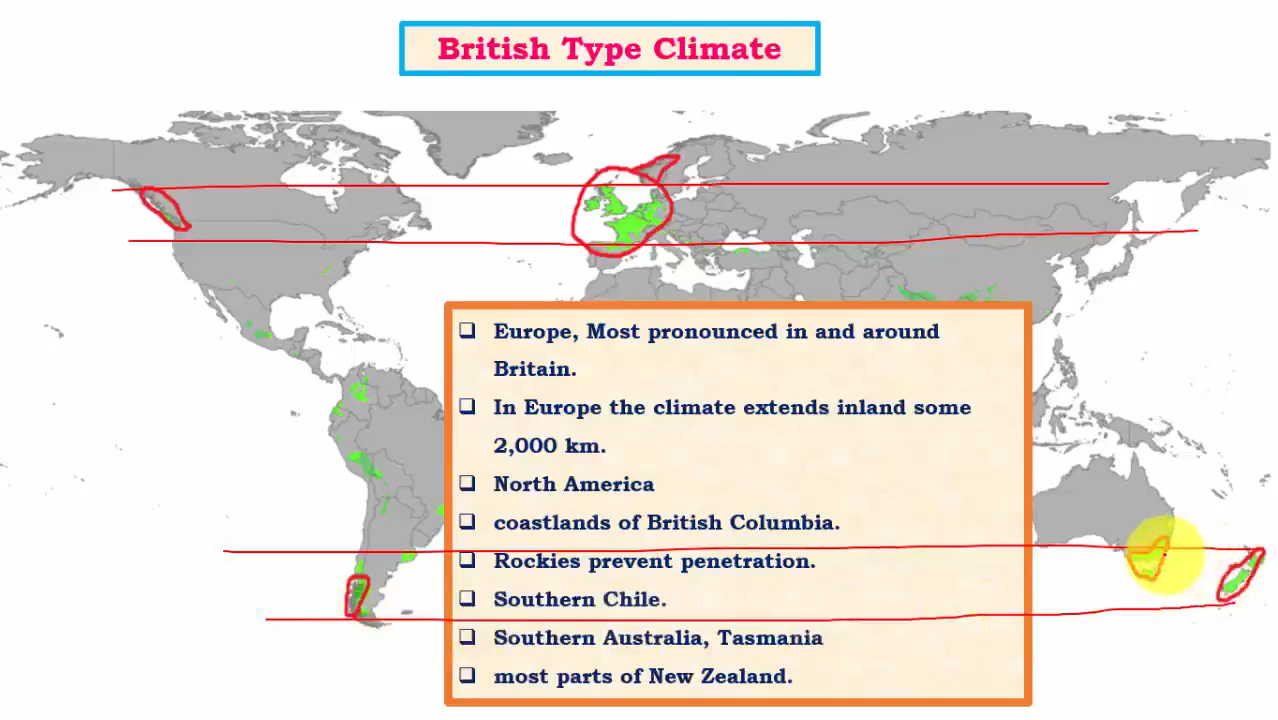 British Type Climate
Europe, Most pronounced in and around
Britain.
In Europe the climate extends inland some
2,000 km.
North America
coastlands of British Columbia.
Rockies prevent penetration.
Southern Chile.
Southern Australia, Tasmania
most parts of New Zealand.